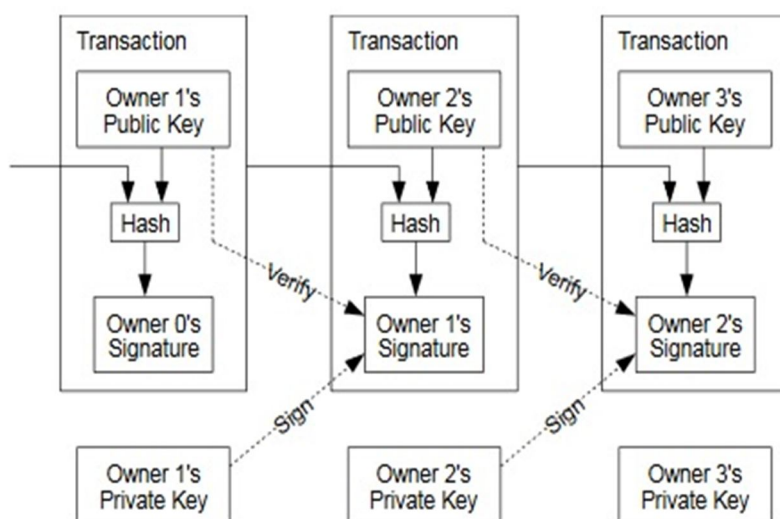 Transaction
Owner 1's
Public Key
Hash
Owner 0's
Signature
Transaction
Owner 2's
Public Key
Hash
Verify
Owner 1's
Signature
Transaction
Owner 3's
Public Key
Hash
Verify
Owner 2's
Signature
Sign
Sign
Owner 1's
Private Key
Owner 2's
Private Key
Owner 3's
Private Key